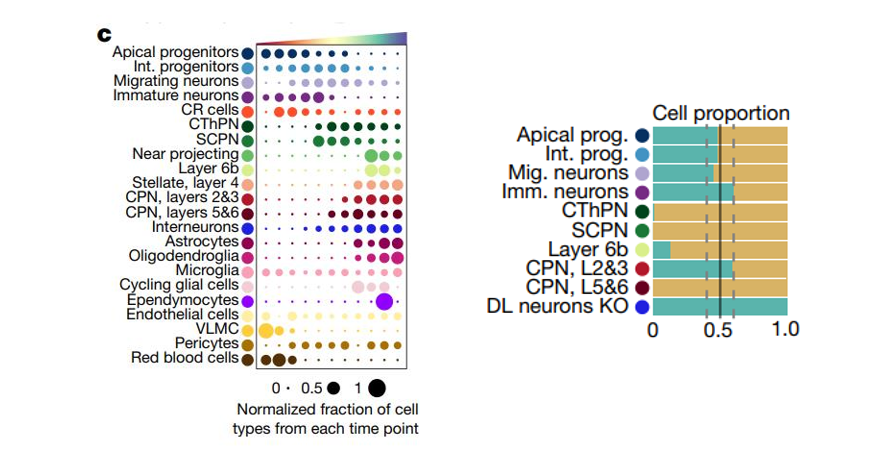 c
Apical progenitors
Int. progenitors
Migrating neurons
Immature neurons
CR cells
CThPN
SCPN
Near projecting
Layer 6b
Stellate, layer 4
CPN, layers 2&3
CPN, layers 5&6
Interneurons
Astrocytes
Oligodendroglia
Microglia
Cycling glial cells
Ependymocytes
Endothelial cells
VLMC
Pericytes
Red blood cells
0 0.5 1
Normalized fraction of cell
types from each time point
Cell proportion
Apical prog.
Int. prog.
Mig. neurons
Imm. neurons
CThPN
SCPN
Layer 6b
CPN, L2&3
CPN, L5&6
DL neurons KO
0 0.5 1.0